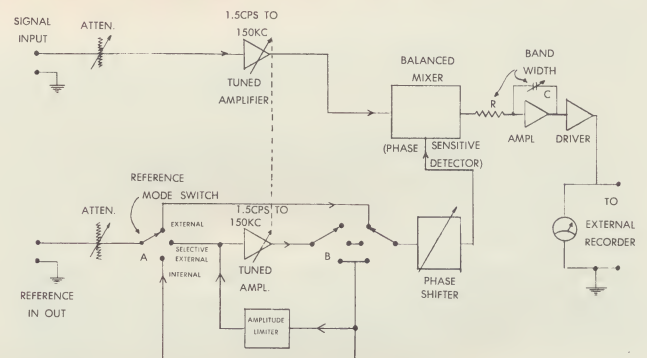 SIGNAL
INPUT
ATTEN.
1.5CPS TO
150KC
TUNED
AMPLIFIER
BALANCED
MIXER
(PHASE SENSITIVE
DETECTOR)
BAND
WIDTH
R
C
AMPL
DRIVER
TO
EXTERNAL
RECORDER
REFERENCE
MODE SWITCH
ATTEN.
EXTERNAL
SELECTIVE
EXTERNAL
INTERNAL
A
1.5CPS TO
150KC
TUNED
AMPL.
B
PHASE
SHIFTER
REFERENCE
IN OUT
AMPLITUDE
LIMITER